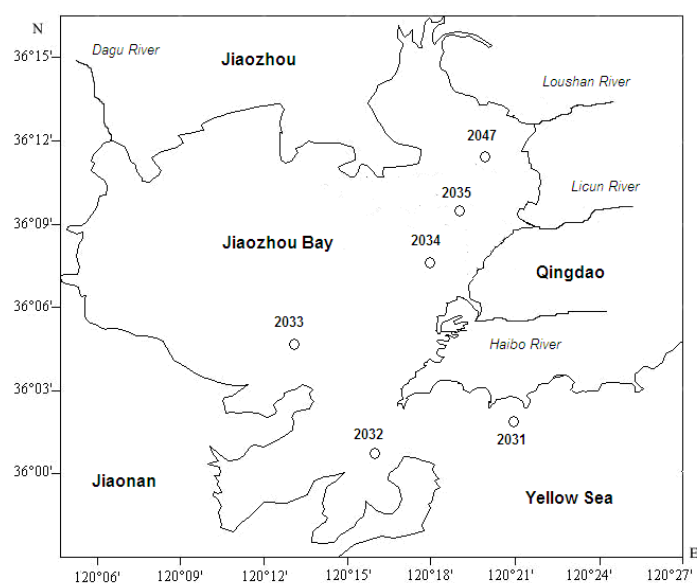 N
36°15'
Dagu River
Jiaozhou
Loushan River
36°12'
2047
2035
Licun River
36°09'
2034
Jiaozhou Bay
Qingdao
36°06'
2033
Haibo River
36°03'
2032
2031
36°00'
Jiaonan
Yellow Sea
E
120°06' 120°09' 120°12' 120°15' 120°18' 120°21' 120°24' 120°27'